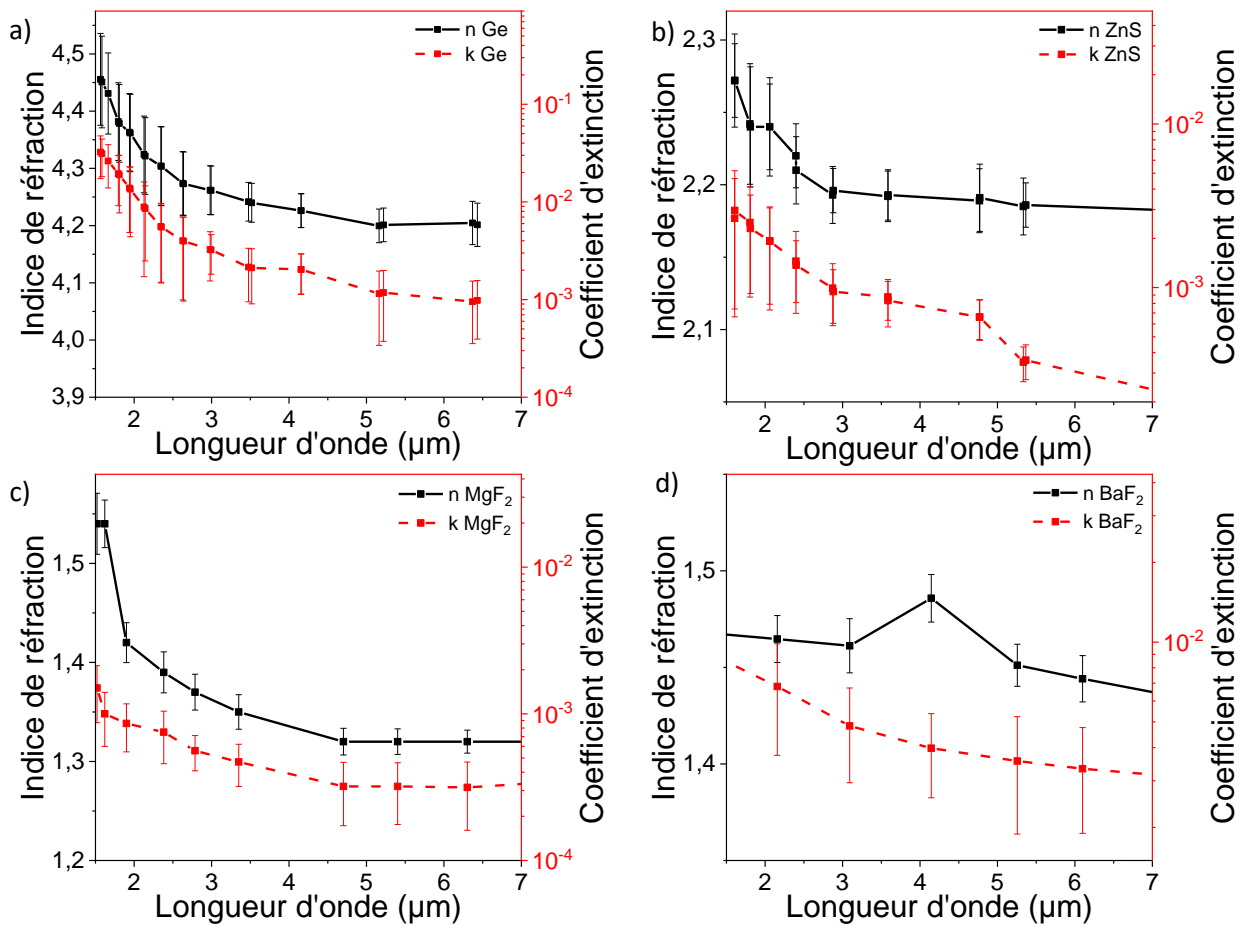 a)
n Ge
k Ge
Indice de réfraction
4,5
4,4
4,3
4,2
4,1
4,0
3,9
Coefficient d'extinction
10⁻¹
10⁻²
10⁻³
10⁻⁴
2 3 4 5 6 7
Longueur d'onde (µm)
b)
n ZnS
k ZnS
Indice de réfraction
2,3
2,2
2,1
Coefficient d'extinction
10⁻²
10⁻³
2 3 4 5 6 7
Longueur d'onde (µm)
c)
n MgF₂
k MgF₂
Indice de réfraction
1,5
1,4
1,3
1,2
Coefficient d'extinction
10⁻²
10⁻³
10⁻⁴
2 3 4 5 6 7
Longueur d'onde (µm)
d)
n BaF₂
k BaF₂
Indice de réfraction
1,5
1,4
Coefficient d'extinction
10⁻²
2 3 4 5 6 7
Longueur d'onde (µm)